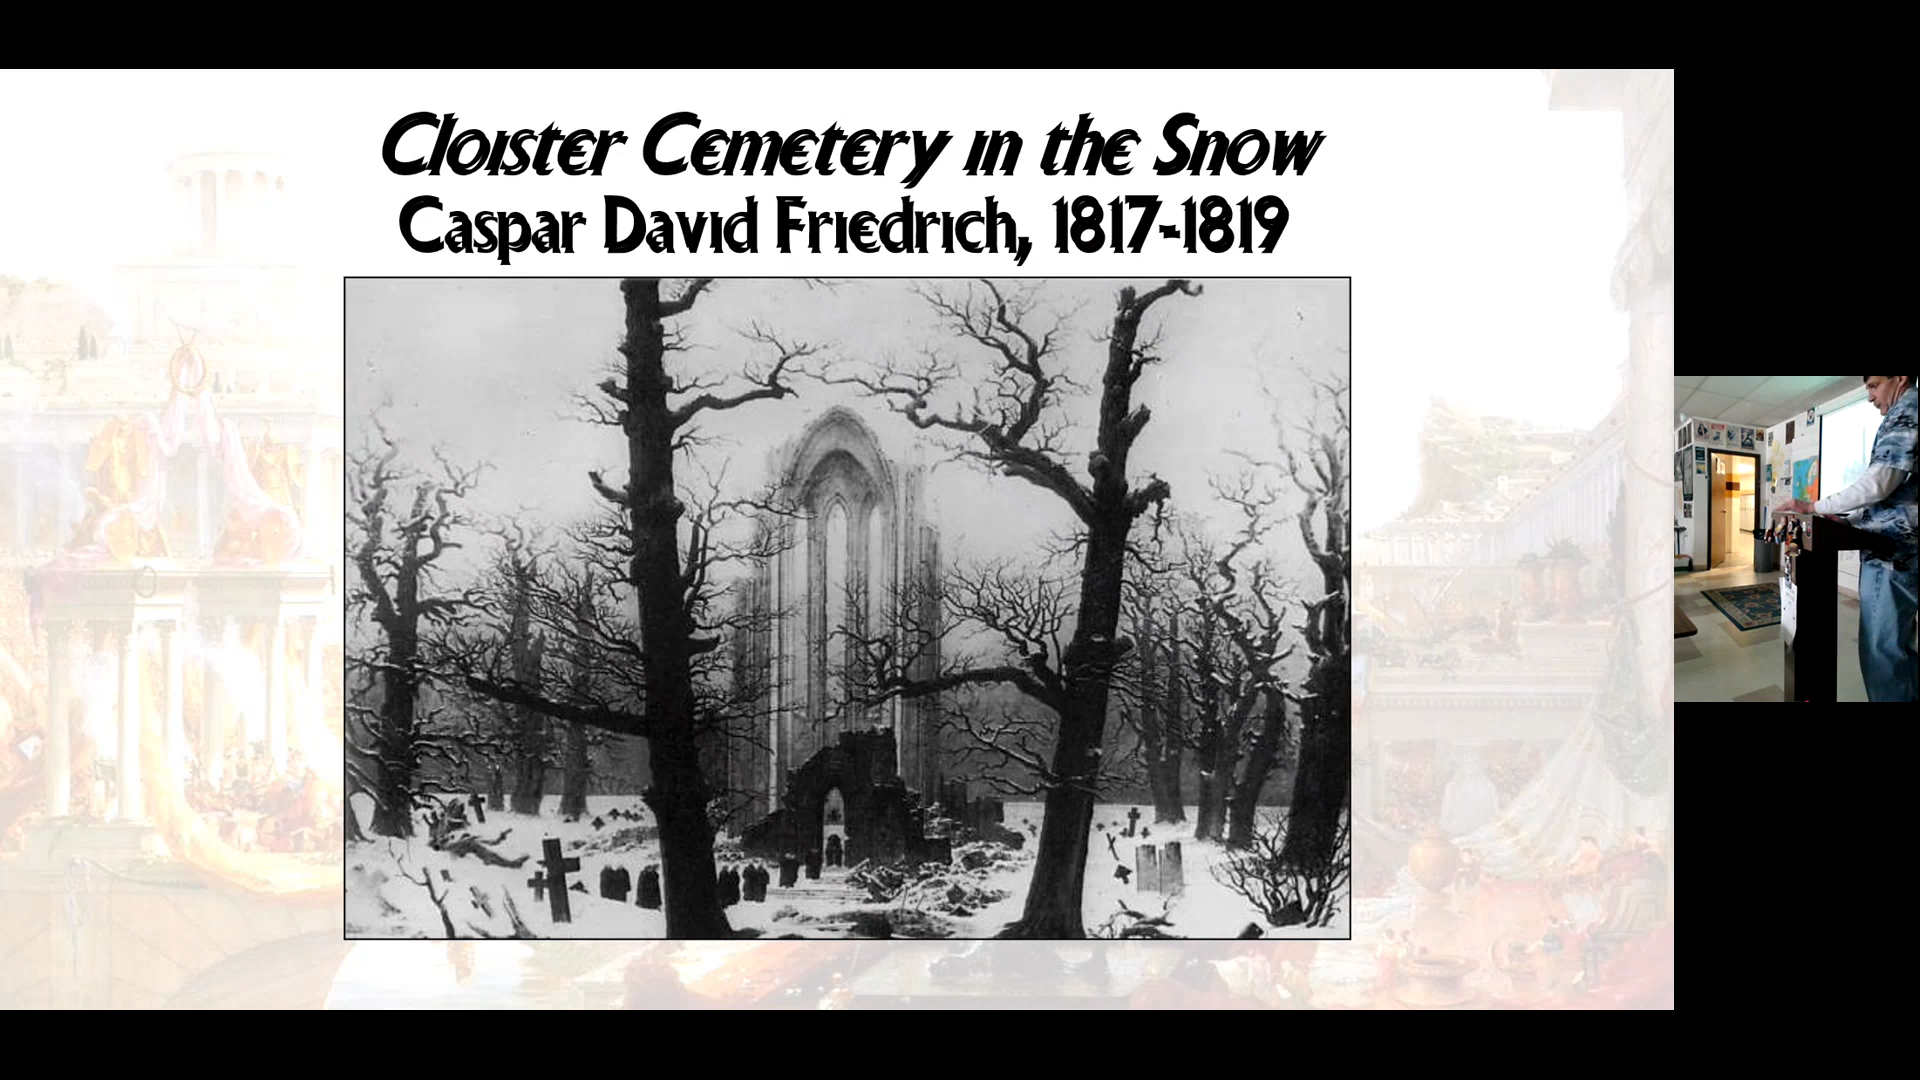 Cloister Cemetery in the Snow
Caspar David Friedrich, 1817-1819